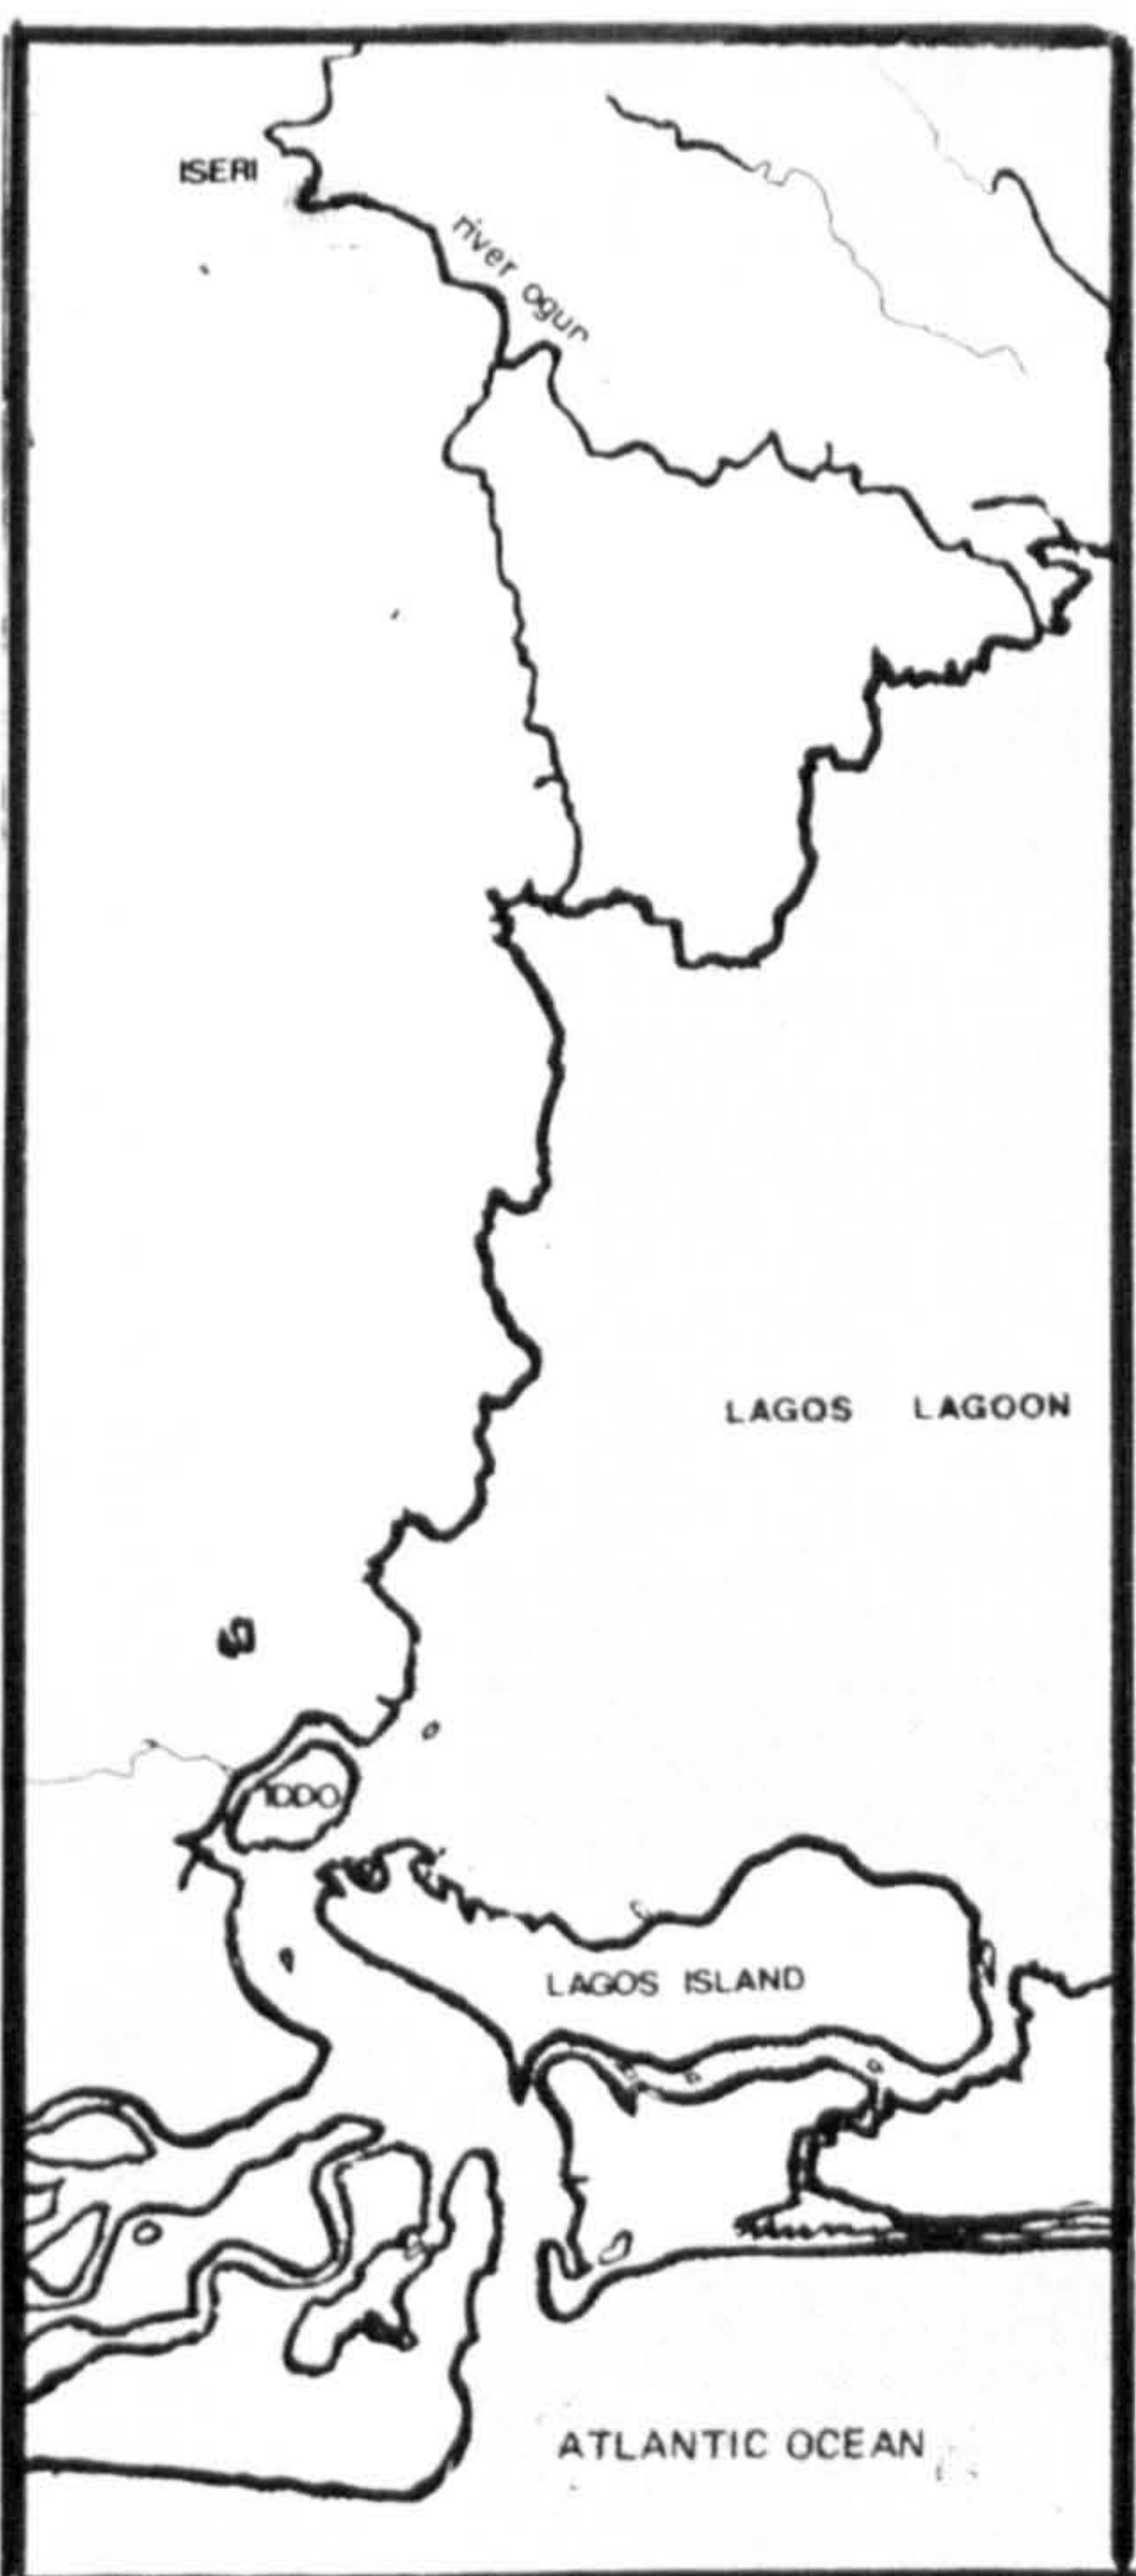 ISERI
river ogun
LAGOS LAGOON
IDDO
LAGOS ISLAND
ATLANTIC OCEAN